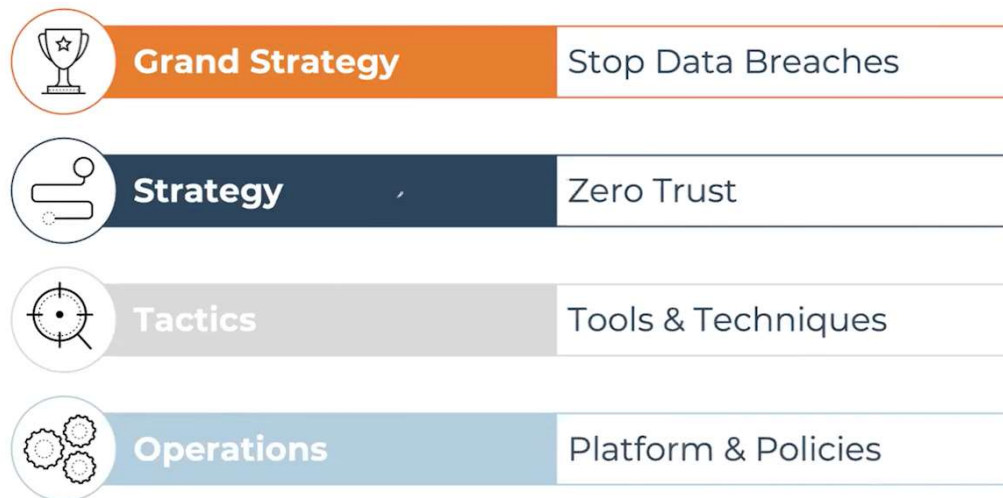 Grand Strategy Stop Data Breaches
Strategy Zero Trust
Tactics Tools & Techniques
Operations Platform & Policies